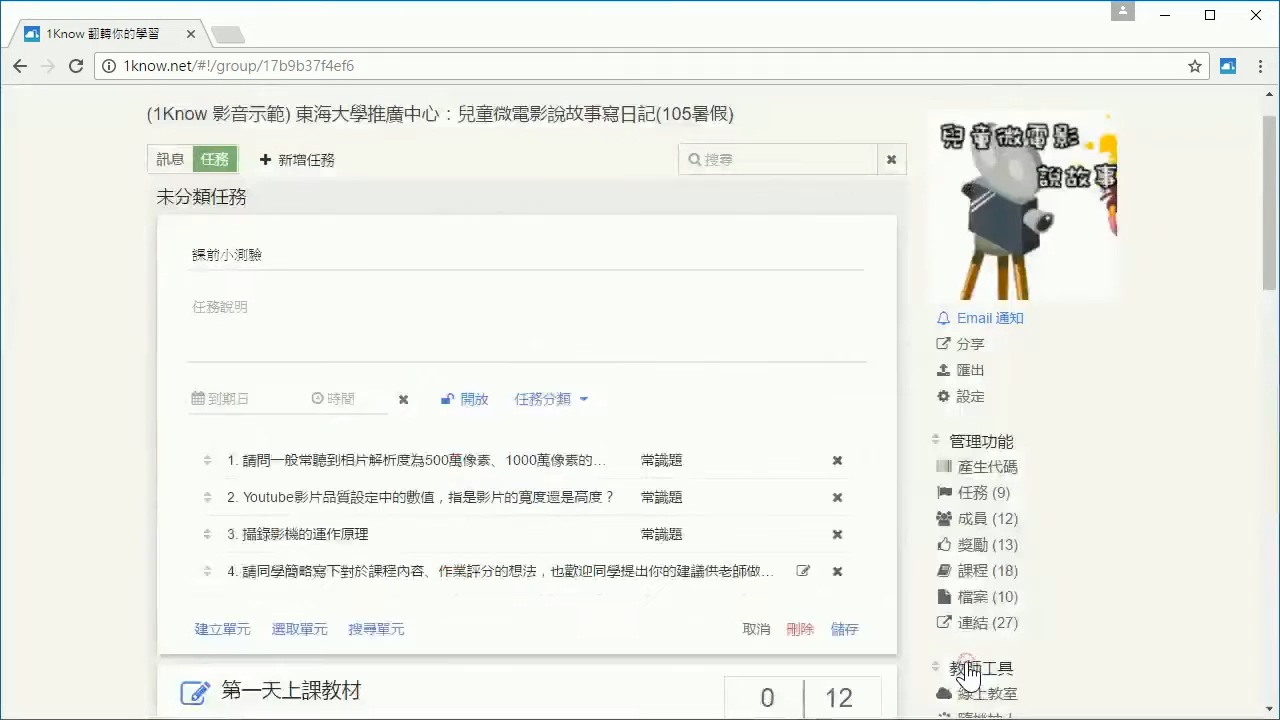 1Know 翻轉你的學習
1know.net/#!/group/17b9b37f4ef6
(1Know 影音示範) 東海大學推廣中心：兒童微電影說故事寫日記(105暑假)
訊息 任務 新增任務 搜尋
未分類任務
課前小測驗
任務說明
到期日 時間 開放 任務分類
1. 請問一般常聽到相片解析度為500萬像素、1000萬像素的... 常識題
2. Youtube影片品質設定中的數值，指是影片的寬度還是高度？ 常識題
3. 攝錄影機的運作原理 常識題
4. 請同學簡略寫下對於課程內容、作業評分的想法，也歡迎同學提出你的建議供老師做...
建立單元 選取單元 搜尋單元 取消 刪除 儲存
第一天上課教材 0 12
兒童微電影
說故事
Email 通知
分享
匯出
設定
管理功能
產生代碼
任務 (9)
成員 (12)
獎勵 (13)
課程 (18)
檔案 (10)
連結 (27)
教師工具
線上教室